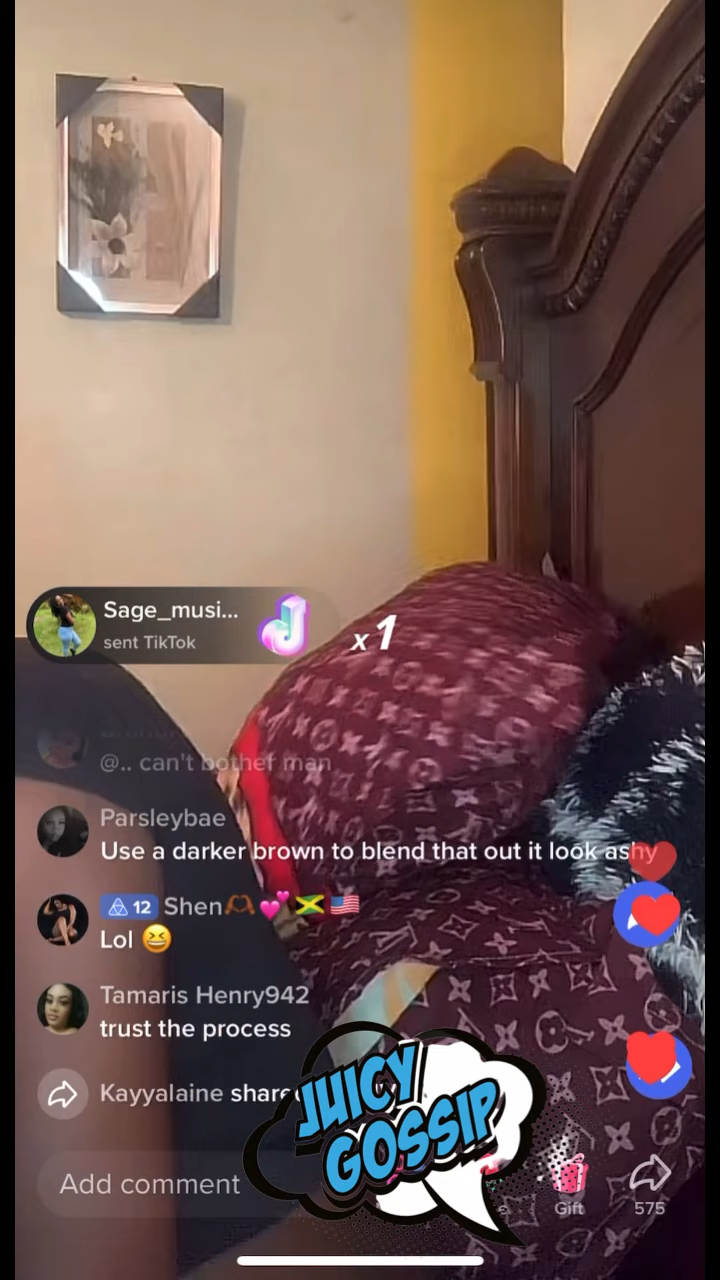 Sage_musi...
sent TikTok
x1
@.. can't bother man
Parsleybae
Use a darker brown to blend that out it look ashy
12 Shen🫶🏾💕🇯🇲🇺🇸
Lol 😆
Tamaris Henry942
trust the process
Kayyalaine share
JUICY
GOSSIP
Add comment
Gift
575